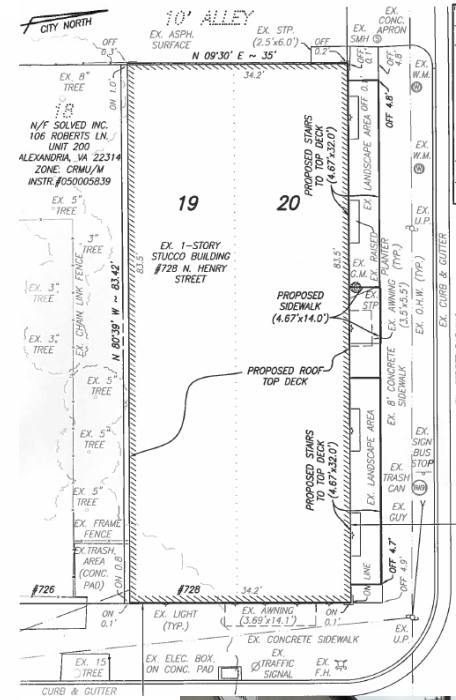 10' ALLEY
CITY NORTH
OFF
0.3'
EX. ASPH.
SURFACE
N 09'30' E ~ 35'
EX. STP.
(2.5'x6.0')
OFF
0.2'
EX.
SMH
EX.
CONC.
APRON
OFF
0.1'
OFF
4.8'
34.2'
EX. 8"
TREE
ON 1.0'
18
N/F SOLVED INC.
106 ROBERTS LN.
UNIT 200
ALEXANDRIA, VA 22314
ZONE: CRMU/M
INSTR.#050005839
EX. 5"
TREE
3"
TREE
EX. 3"
TREE
EX. 3"
TREE
EX. CHAIN LINK FENCE
N 80'39' W ~ 83.42'
83.5'
EX. 5"
TREE
EX. 5"
TREE
EX. 5"
TREE
EX. FRAME
FENCE
EX.TRASH
AREA
(CONC.
PAD)
ON 0.8'
#726
19
20
EX. 1-STORY
STUCCO BUILDING
#728 N. HENRY
STREET
PROPOSED STAIRS
TO TOP DECK
(4.67'x32.0')
83.5'
PROPOSED
SIDEWALK
(4.67'x14.0')
PROPOSED ROOF
TOP DECK
PROPOSED STAIRS
TO TOP DECK
(4.67'x32.0')
EX. LANDSCAPE AREA
OFF 4.8'
EX.
G.M.
EX. RAISED
PLANTER
EX.
STP
EX. AWNING (TYP.)
(3.5'x5.5')
EX.
W.M.
EX.
W.M.
EX.
U.P.
EX. O.H.W. (TYP.)
EX. CURB & GUTTER
EX. 8' CONCRETE
SIDEWALK
EX. LANDSCAPE AREA
EX.
SIGN
BUS
STOP
EX.
TRASH
CAN
EX.
GUY
OFF 4.7'
OFF 4.9'
ON LINE
#728
34.2'
ON
0.1'
EX. LIGHT
(TYP.)
EX. AWNING
(3.69'x14.1')
ON
0.1'
EX.
U.P.
EX. CONCRETE SIDEWALK
EX. 15"
TREE
EX. ELEC. BOX
ON CONC. PAD
EX.
TRAFFIC
SIGNAL
EX.
F.H.
CURB & GUTTER